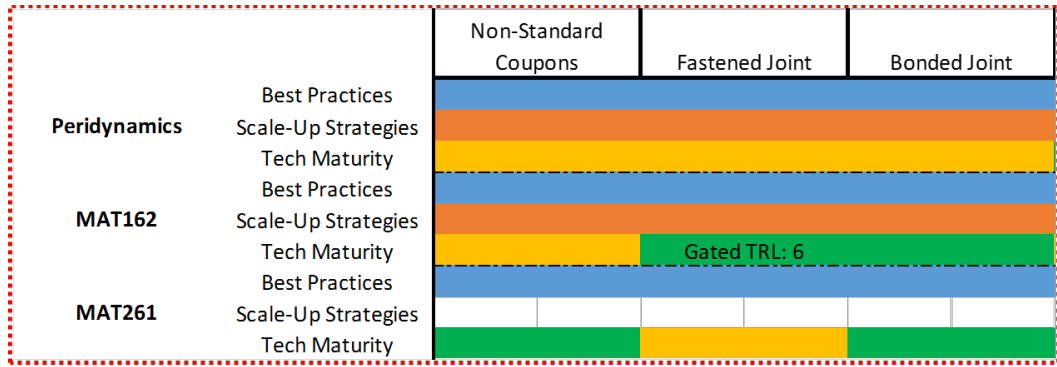 Non-Standard
Coupons
Fastened Joint
Bonded Joint
Best Practices
Peridynamics
Scale-Up Strategies
Tech Maturity
Best Practices
MAT162
Scale-Up Strategies
Tech Maturity
Gated TRL: 6
Best Practices
MAT261
Scale-Up Strategies
Tech Maturity